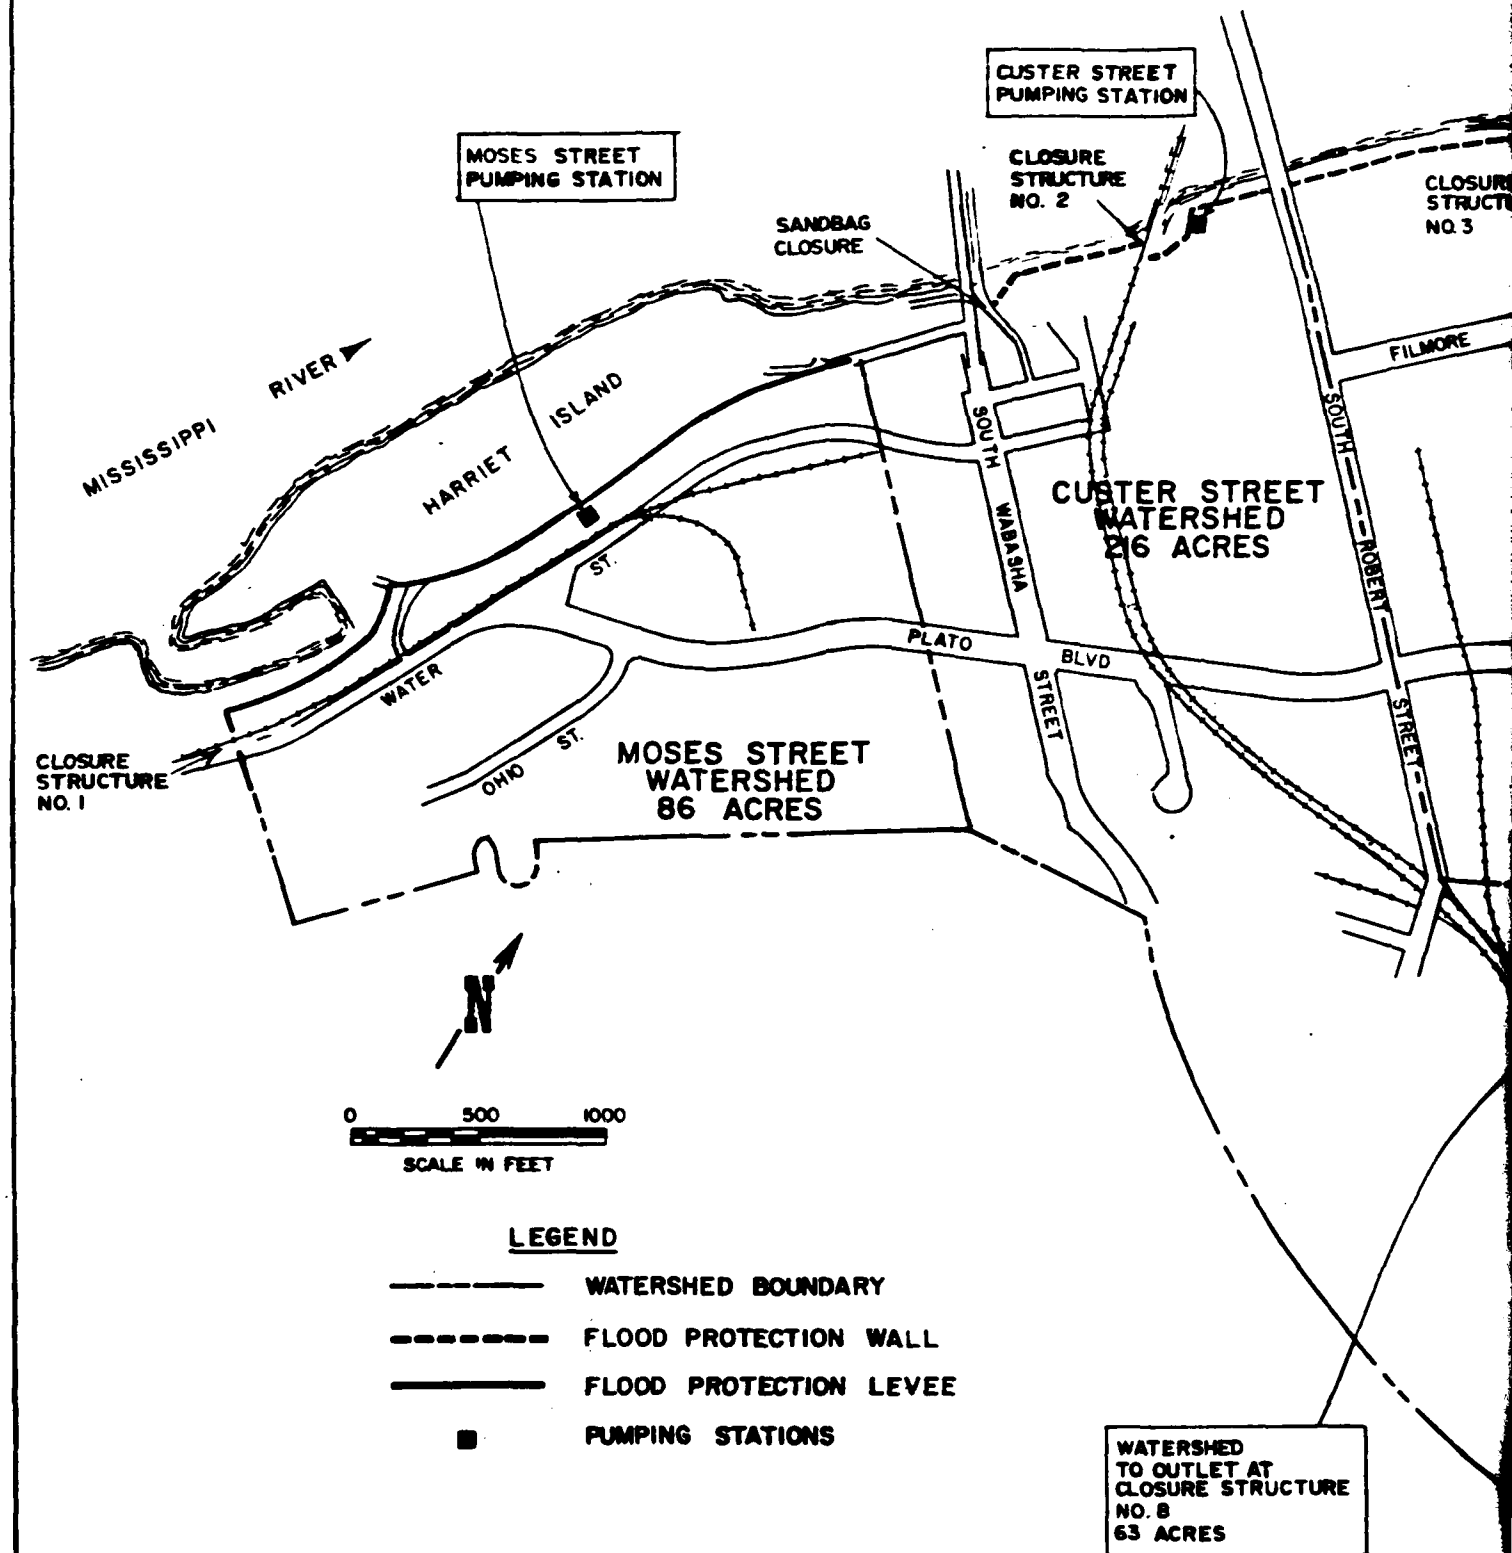 CUSTER STREET
PUMPING STATION
MOSES STREET
PUMPING STATION
CLOSURE
STRUCTURE
NO. 2
SANDBAG
CLOSURE
NO. 3
MISSISSIPPI RIVER
HARRIET ISLAND
FILMORE
SOUTH WABASHA STREET
SOUTH ROBERT STREET
CUSTER STREET
WATERSHED
216 ACRES
WATER ST.
PLATO BLVD
OHIO ST.
CLOSURE
STRUCTURE
NO. 1
MOSES STREET
WATERSHED
86 ACRES
N
0 500 1000
SCALE IN FEET
LEGEND
WATERSHED BOUNDARY
FLOOD PROTECTION WALL
FLOOD PROTECTION LEVEE
PUMPING STATIONS
WATERSHED
TO OUTLET AT
CLOSURE STRUCTURE
NO. 8
63 ACRES